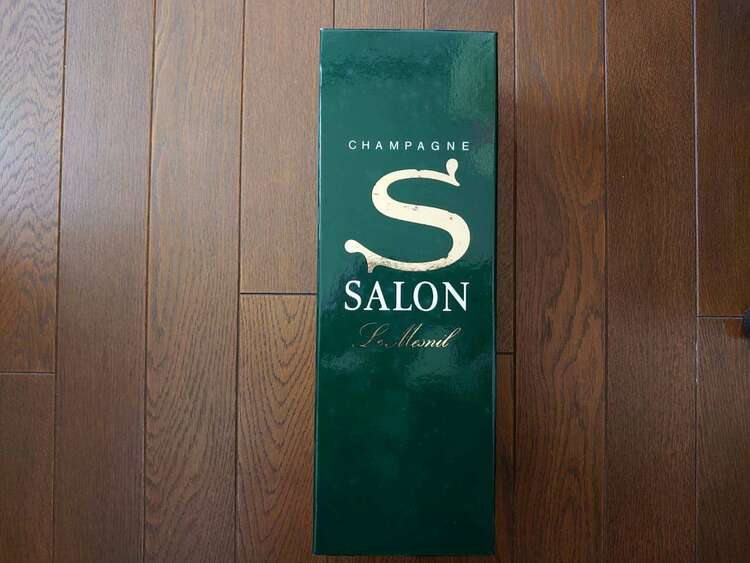 CHAMPAGNE
S
SALON
Le Mesnil